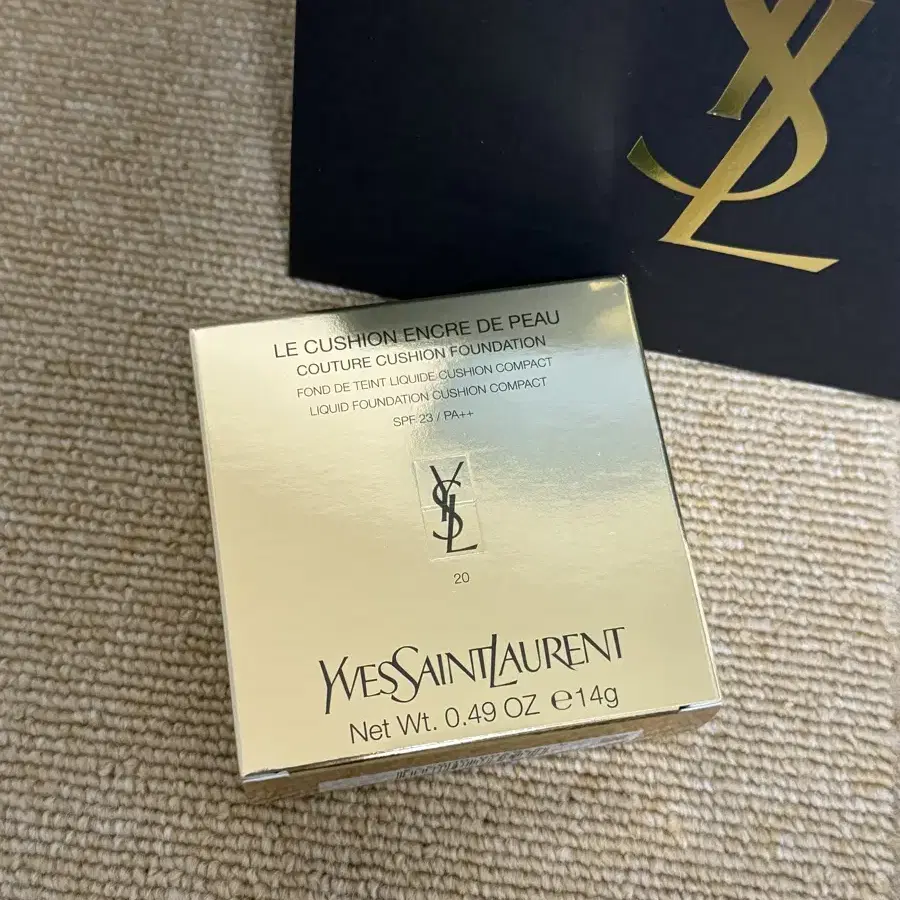 YSL
LE CUSHION ENCRE DE PEAU
COUTURE CUSHION FOUNDATION
FOND DE TEINT LIQUIDE CUSHION COMPACT
LIQUID FOUNDATION CUSHION COMPACT
SPF 23 / PA++
YSL
20
YVESSAINTLAURENT
Net Wt. 0.49 OZ ℮14g